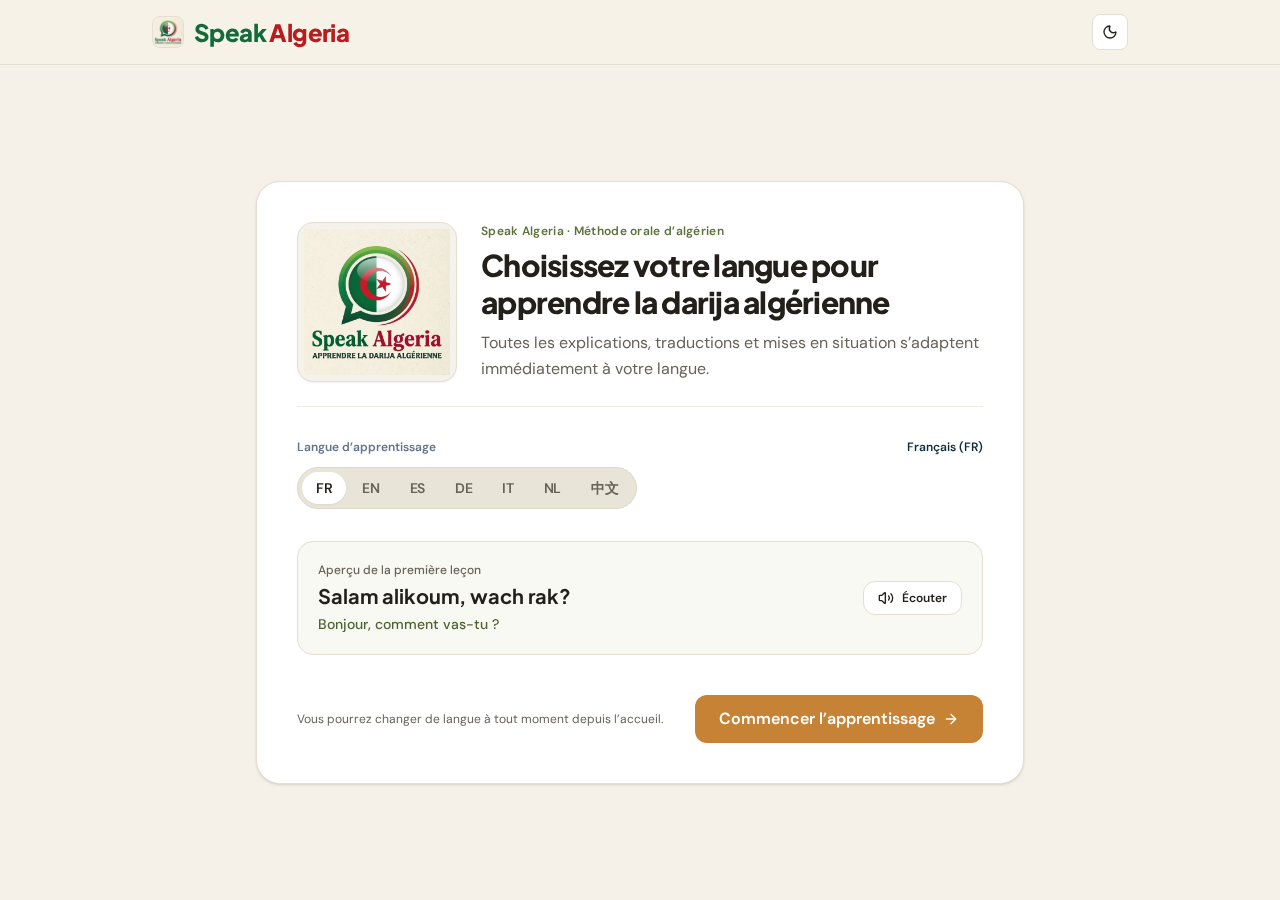 Speak Algeria
Speak Algeria · Méthode orale d’algérien
Choisissez votre langue pour
apprendre la darija algérienne
Toutes les explications, traductions et mises en situation s’adaptent
immédiatement à votre langue.
Speak Algeria
APPRENDRE LA DARIJA ALGÉRIENNE
Langue d’apprentissage
Français (FR)
FR EN ES DE IT NL 中文
Aperçu de la première leçon
Salam alikoum, wach rak?
Bonjour, comment vas-tu ?
Écouter
Vous pourrez changer de langue à tout moment depuis l’accueil.
Commencer l’apprentissage